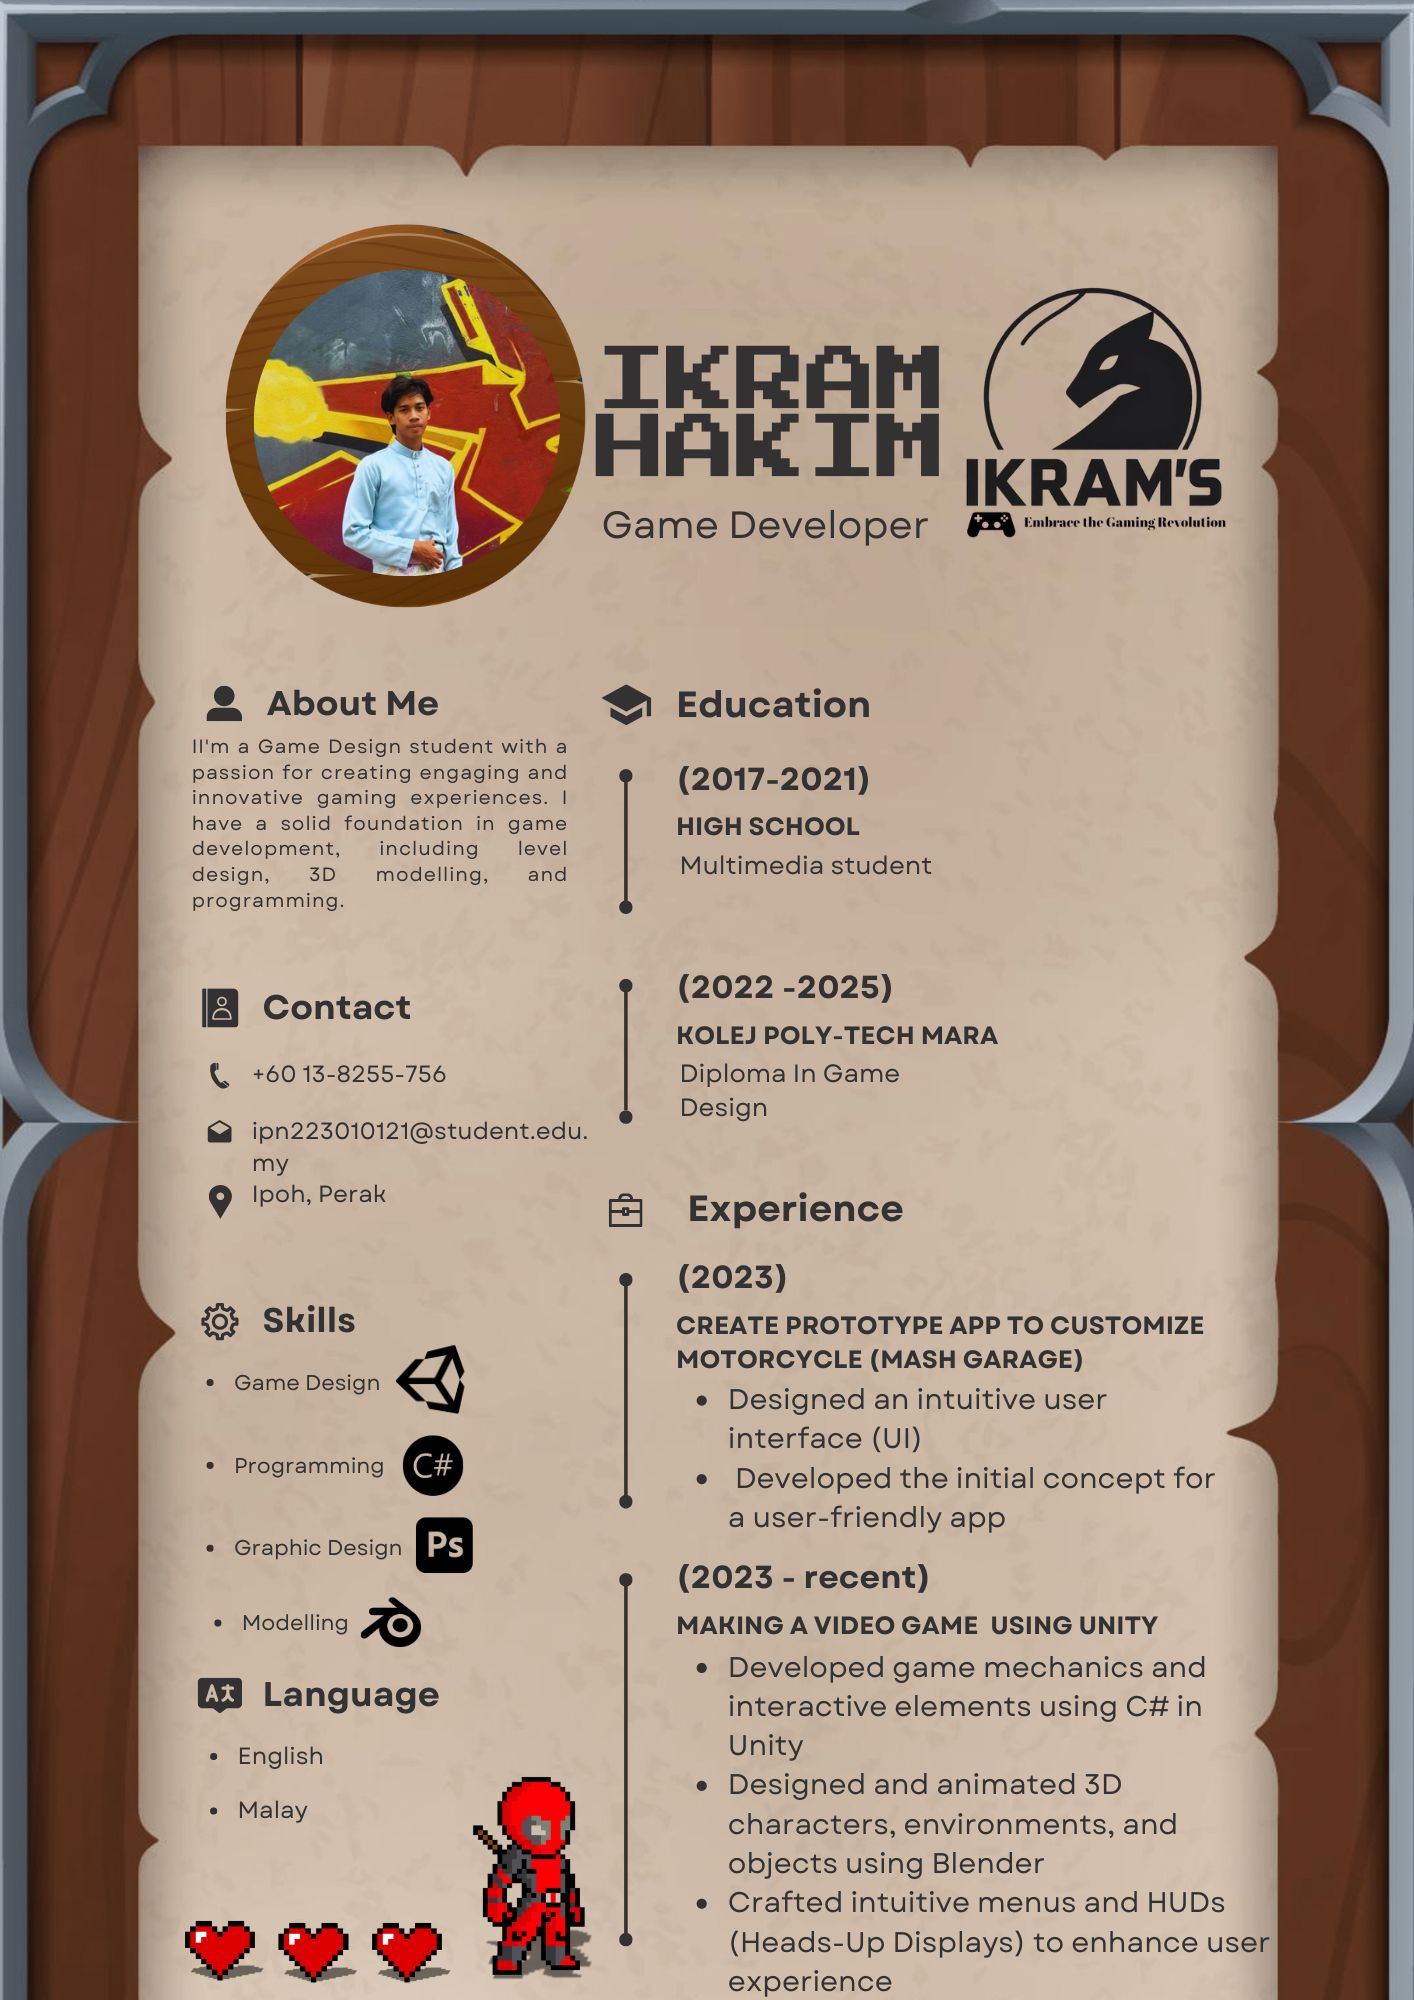 IKRAM
HAKIM
Game Developer
IKRAM'S
Embrace the Gaming Revolution
About Me
II'm a Game Design student with a
passion for creating engaging and
innovative gaming experiences. I
have a solid foundation in game
development, including level
design, 3D modelling, and
programming.
Contact
+60 13-8255-756
ipn223010121@student.edu.
my
Ipoh, Perak
Skills
• Game Design
• Programming C#
• Graphic Design Ps
• Modelling
Language
• English
• Malay
Education
(2017-2021)
HIGH SCHOOL
Multimedia student
(2022 -2025)
KOLEJ POLY-TECH MARA
Diploma In Game
Design
Experience
(2023)
CREATE PROTOTYPE APP TO CUSTOMIZE
MOTORCYCLE (MASH GARAGE)
• Designed an intuitive user
interface (UI)
• Developed the initial concept for
a user-friendly app
(2023 - recent)
MAKING A VIDEO GAME USING UNITY
• Developed game mechanics and
interactive elements using C# in
Unity
• Designed and animated 3D
characters, environments, and
objects using Blender
• Crafted intuitive menus and HUDs
(Heads-Up Displays) to enhance user
experience